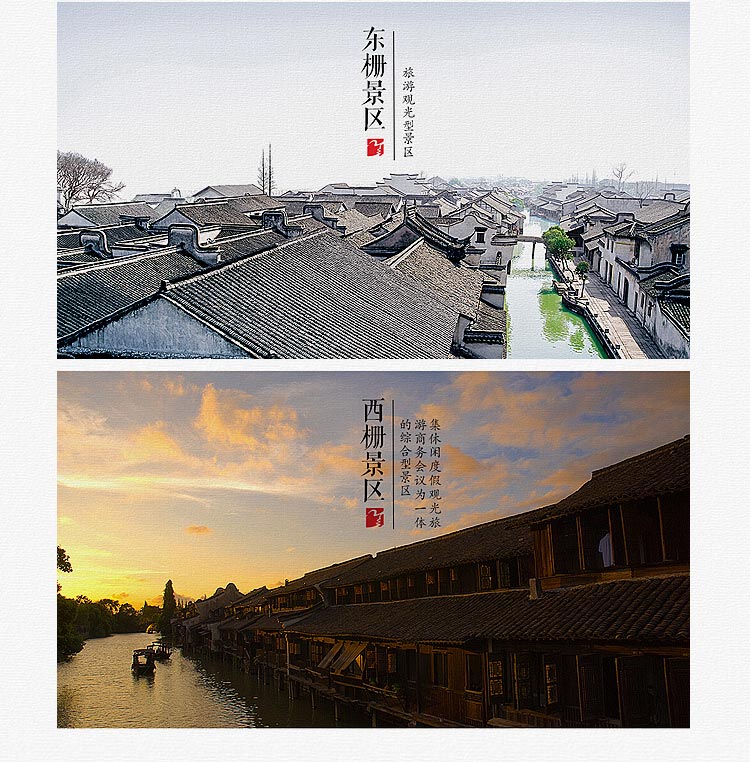 东栅景区
旅游观光型景区
西栅景区
集休闲度假观光旅
游商务会议为一体
的综合型景区